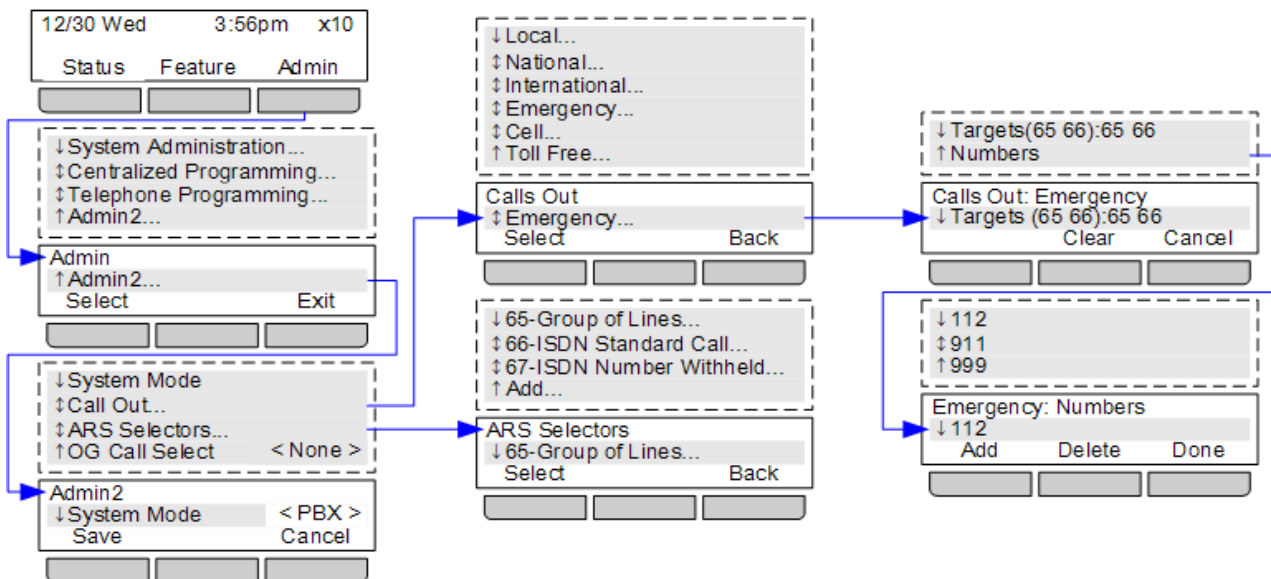 12/30 Wed 3:56pm x10
Status Feature Admin
↓System Administration...
↕Centralized Programming...
↕Telephone Programming...
↑Admin2...
Admin
↑Admin2...
Select Exit
↓System Mode
↕Call Out...
↕ARS Selectors...
↑OG Call Select < None >
Admin2
↓System Mode < PBX >
Save Cancel
↓Local...
↕National...
↕International...
↕Emergency...
↕Cell...
↑Toll Free...
Calls Out
↕Emergency...
Select Back
↓65-Group of Lines...
↕66-ISDN Standard Call...
↕67-ISDN Number Withheld...
↑Add...
ARS Selectors
↓65-Group of Lines...
Select Back
↓Targets(65 66):65 66
↑Numbers
Calls Out: Emergency
↓Targets (65 66):65 66
Clear Cancel
↓112
↕911
↑999
Emergency: Numbers
↓112
Add Delete Done